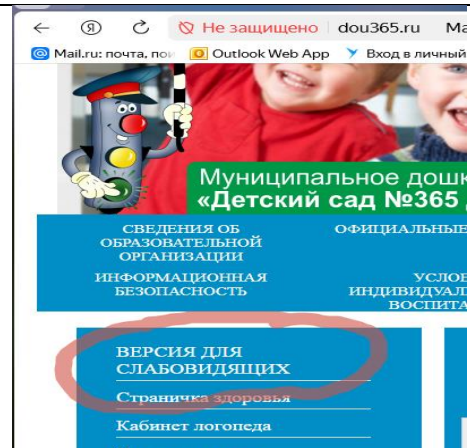 Я Не защищено dou365.ru Ma
@ Mail.ru: почта, пои Outlook Web App Вход в личный
Муниципальное дошк
«Детский сад №365
СВЕДЕНИЯ ОБ ОБРАЗОВАТЕЛЬНОЙ ОРГАНИЗАЦИИ
ОФИЦИАЛЬНЫЕ
ИНФОРМАЦИОННАЯ БЕЗОПАСНОСТЬ
УСЛОВ
ИНДИВИДУАЛ
ВОСПИТА
ВЕРСИЯ ДЛЯ
СЛАБОВИДЯЩИХ
Страничка здоровья
Кабинет логопеда